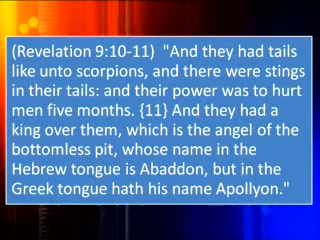 (Revelation 9:10-11)  "And they had tails
like unto scorpions, and there were stings
in their tails: and their power was to hurt
men five months. {11} And they had a
king over them, which is the angel of the
bottomless pit, whose name in the
Hebrew tongue is Abaddon, but in the
Greek tongue hath his name Apollyon."